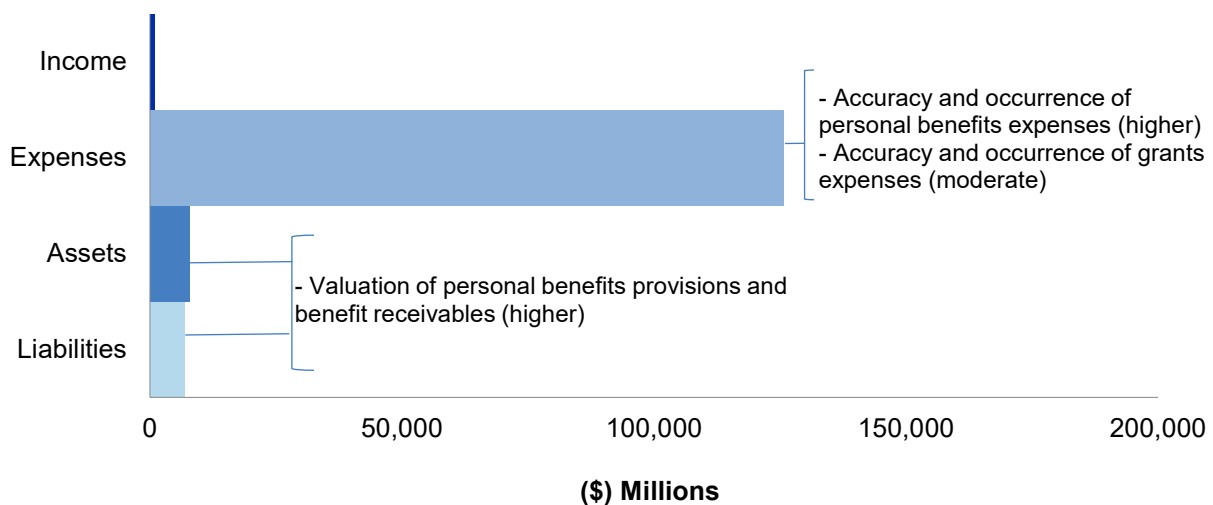 Income
Expenses
Assets
Liabilities
- Accuracy and occurrence of
personal benefits expenses (higher)
- Accuracy and occurrence of grants
expenses (moderate)
- Valuation of personal benefits provisions and
benefit receivables (higher)
0
50,000
100,000
150,000
200,000
($) Millions